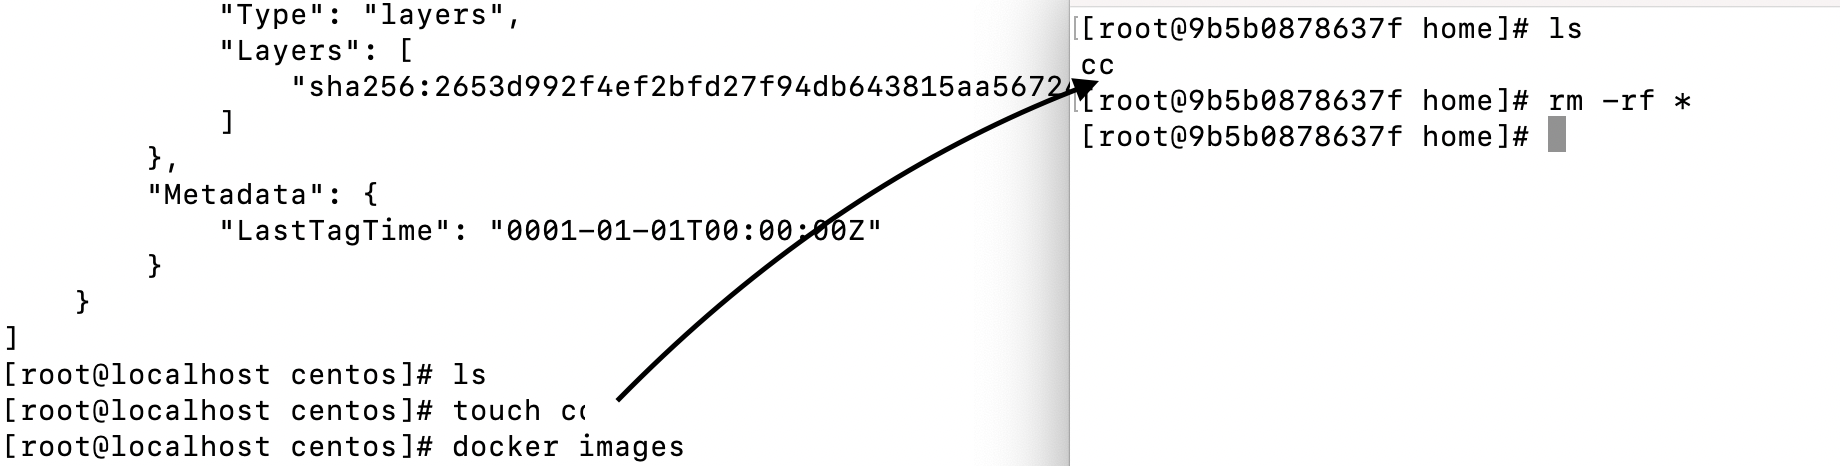 "Type": "layers",
"Layers": [
"sha256:2653d992f4ef2bfd27f94db643815aa5672
]
},
"Metadata": {
"LastTagTime": "0001-01-01T00:00:00Z"
}
}
]
[root@localhost centos]# ls
[root@localhost centos]# touch cc
[root@localhost centos]# docker images
[root@9b5b0878637f home]# ls
cc
[root@9b5b0878637f home]# rm -rf *
[root@9b5b0878637f home]#